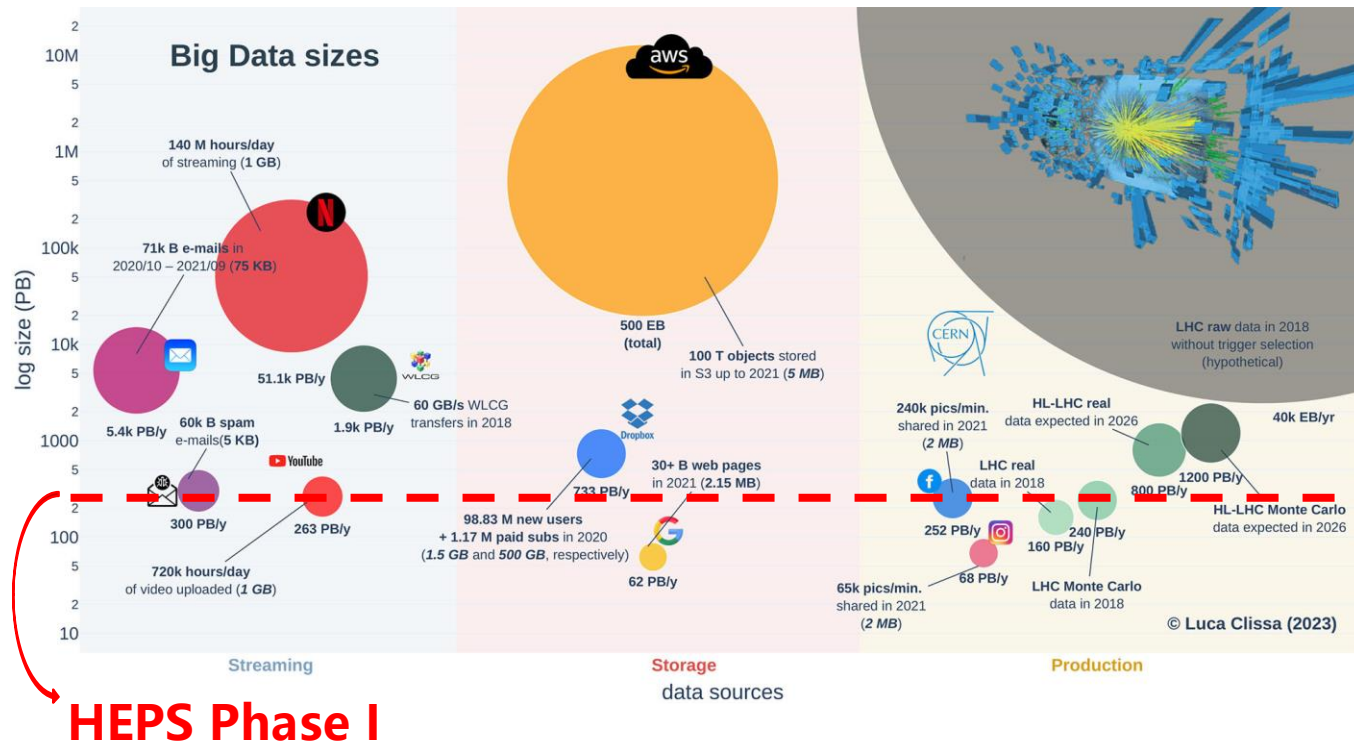 Big Data sizes
log size (PB)
2
10M
5
2
1M
5
2
100k
5
2
10k
5
2
1000
5
2
100
5
2
10
140 M hours/day
of streaming (1 GB)
N
71k B e-mails in
2020/10 – 2021/09 (75 KB)
51.1k PB/y
WLCG
60 GB/s WLCG
transfers in 2018
5.4k PB/y
1.9k PB/y
60k B spam
e-mails(5 KB)
YouTube
300 PB/y
263 PB/y
720k hours/day
of video uploaded (1 GB)
aws
500 EB
(total)
100 T objects stored
in S3 up to 2021 (5 MB)
Dropbox
30+ B web pages
in 2021 (2.15 MB)
733 PB/y
98.83 M new users
+ 1.17 M paid subs in 2020
(1.5 GB and 500 GB, respectively)
G
62 PB/y
CERN
LHC raw data in 2018
without trigger selection
(hypothetical)
40k EB/yr
240k pics/min.
shared in 2021
(2 MB)
HL-LHC real
data expected in 2026
LHC real
data in 2018
f
1200 PB/y
800 PB/y
HL-LHC Monte Carlo
data expected in 2026
252 PB/y
240 PB/y
160 PB/y
68 PB/y
65k pics/min.
shared in 2021
(2 MB)
LHC Monte Carlo
data in 2018
© Luca Clissa (2023)
Streaming
Storage
Production
data sources
HEPS Phase I